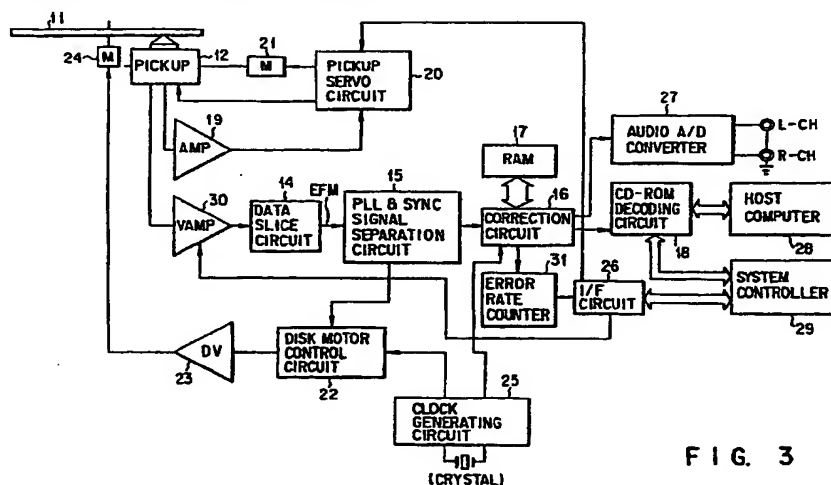 11
24
M
PICKUP
12
21
M
PICKUP
SERVO
CIRCUIT
20
19
AMP
27
AUDIO A/D
CONVERTER
L-CH
R-CH
17
RAM
30
VAMP
14
DATA
SLICE
CIRCUIT
EFM
15
PLL & SYNC
SIGNAL
SEPARATION
CIRCUIT
16
CORRECTION
CIRCUIT
CD-ROM
DECODING
CIRCUIT
18
HOST
COMPUTER
28
31
ERROR
RATE
COUNTER
26
I/F
CIRCUIT
SYSTEM
CONTROLLER
29
DV
23
DISK MOTOR
CONTROL
CIRCUIT
22
25
CLOCK
GENERATING
CIRCUIT
(CRYSTAL)
FIG. 3